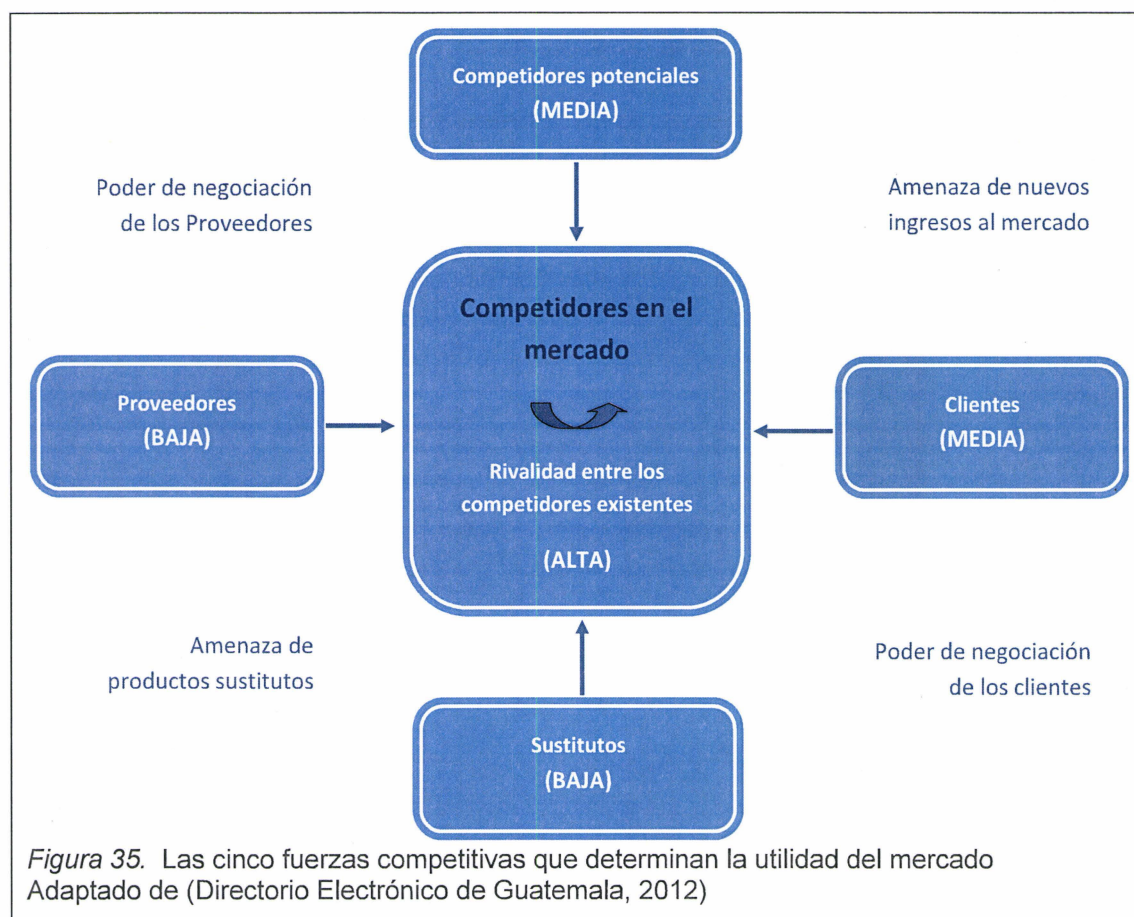 Competidores potenciales
(MEDIA)
Poder de negociación
de los Proveedores
Amenaza de nuevos
ingresos al mercado
Competidores en el
mercado
Proveedores
(BAJA)
Clientes
(MEDIA)
Rivalidad entre los
competidores existentes
(ALTA)
Amenaza de
productos sustitutos
Poder de negociación
de los clientes
Sustitutos
(BAJA)
Figura 35. Las cinco fuerzas competitivas que determinan la utilidad del mercado
Adaptado de (Directorio Electrónico de Guatemala, 2012)